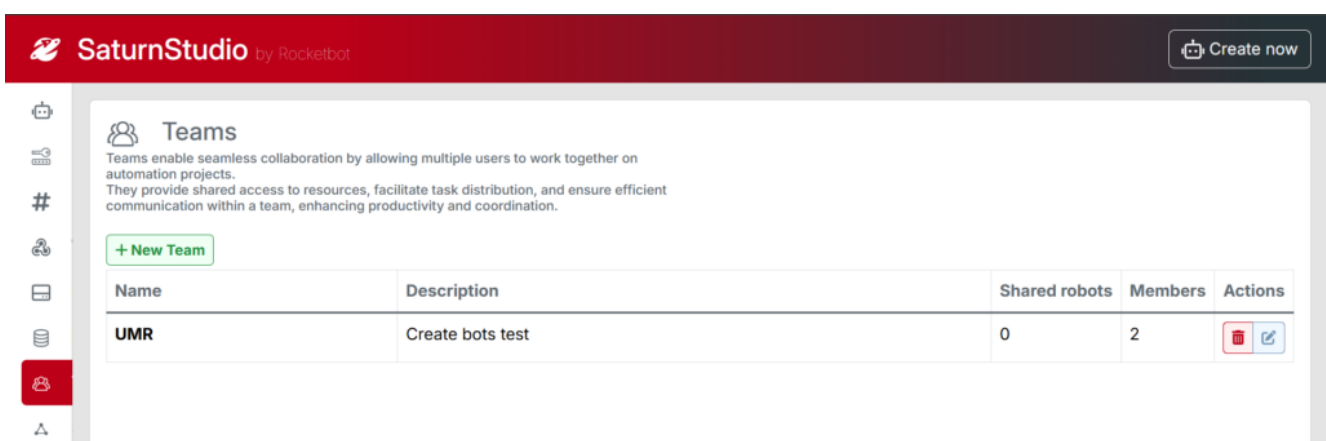 SaturnStudio by Rocketbot
Create now
Teams
Teams enable seamless collaboration by allowing multiple users to work together on
automation projects.
They provide shared access to resources, facilitate task distribution, and ensure efficient
communication within a team, enhancing productivity and coordination.
+ New Team
Name Description Shared robots Members Actions
UMR Create bots test 0 2